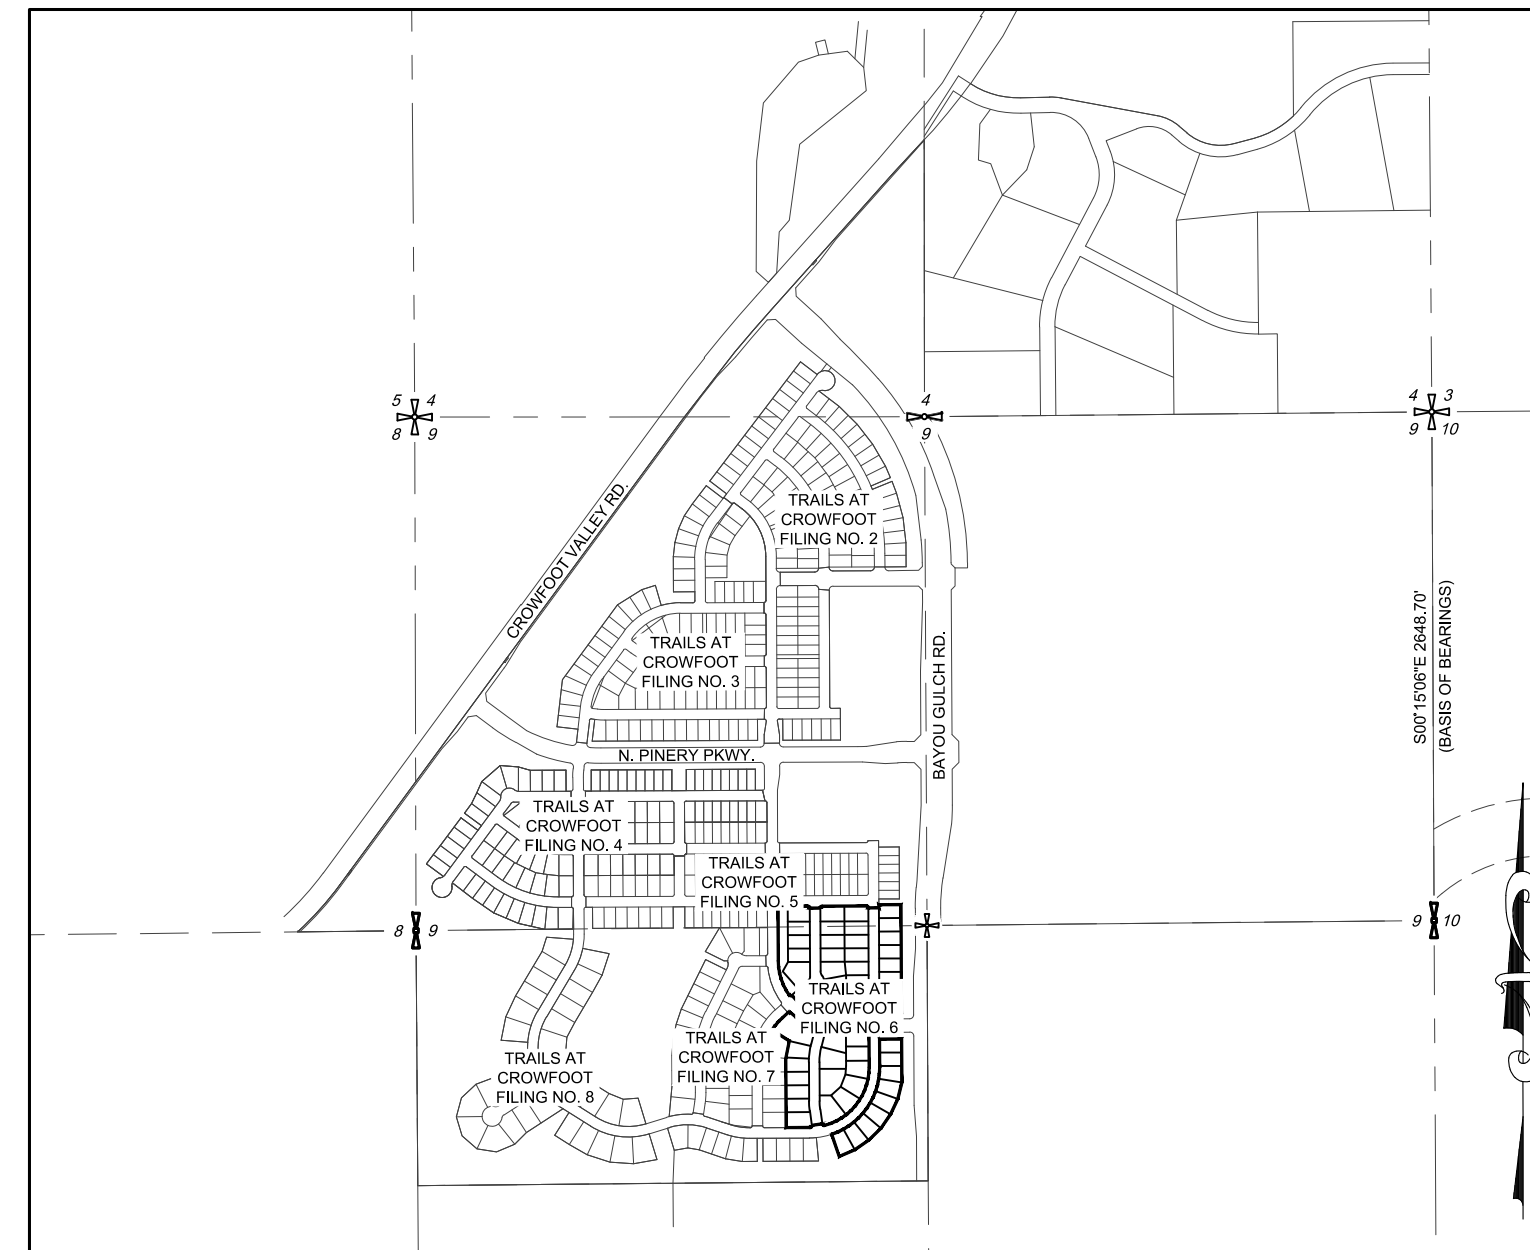 5 4
8 9
4
9
4 3
9 10
TRAILS AT
CROWFOOT
FILING NO. 2
CROWFOOT VALLEY RD.
TRAILS AT
CROWFOOT
FILING NO. 3
BAYOU GULCH RD.
S00°15'06"E 2648.70'
(BASIS OF BEARINGS)
N. PINERY PKWY.
TRAILS AT
CROWFOOT
FILING NO. 4
TRAILS AT
CROWFOOT
FILING NO. 5
8 9
9 10
TRAILS AT
CROWFOOT
FILING NO. 6
TRAILS AT
CROWFOOT
FILING NO. 7
TRAILS AT
CROWFOOT
FILING NO. 8